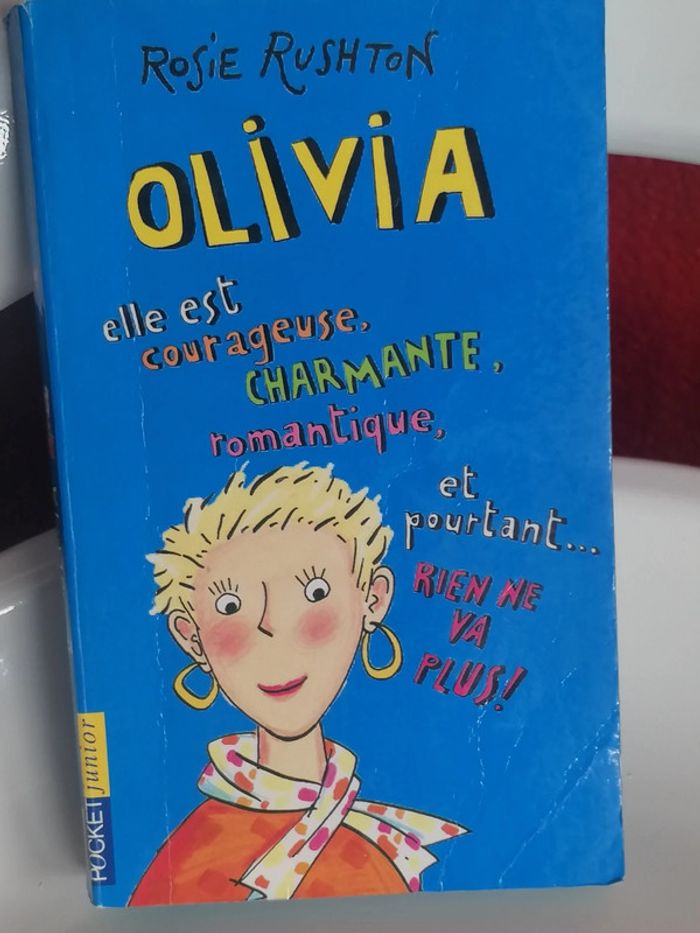 ROSIE RUSHTON
OLIVIA
elle est
courageuse,
CHARMANTE,
romantique,
et
pourtant...
RIEN NE
VA
PLUS!
POCKET junior